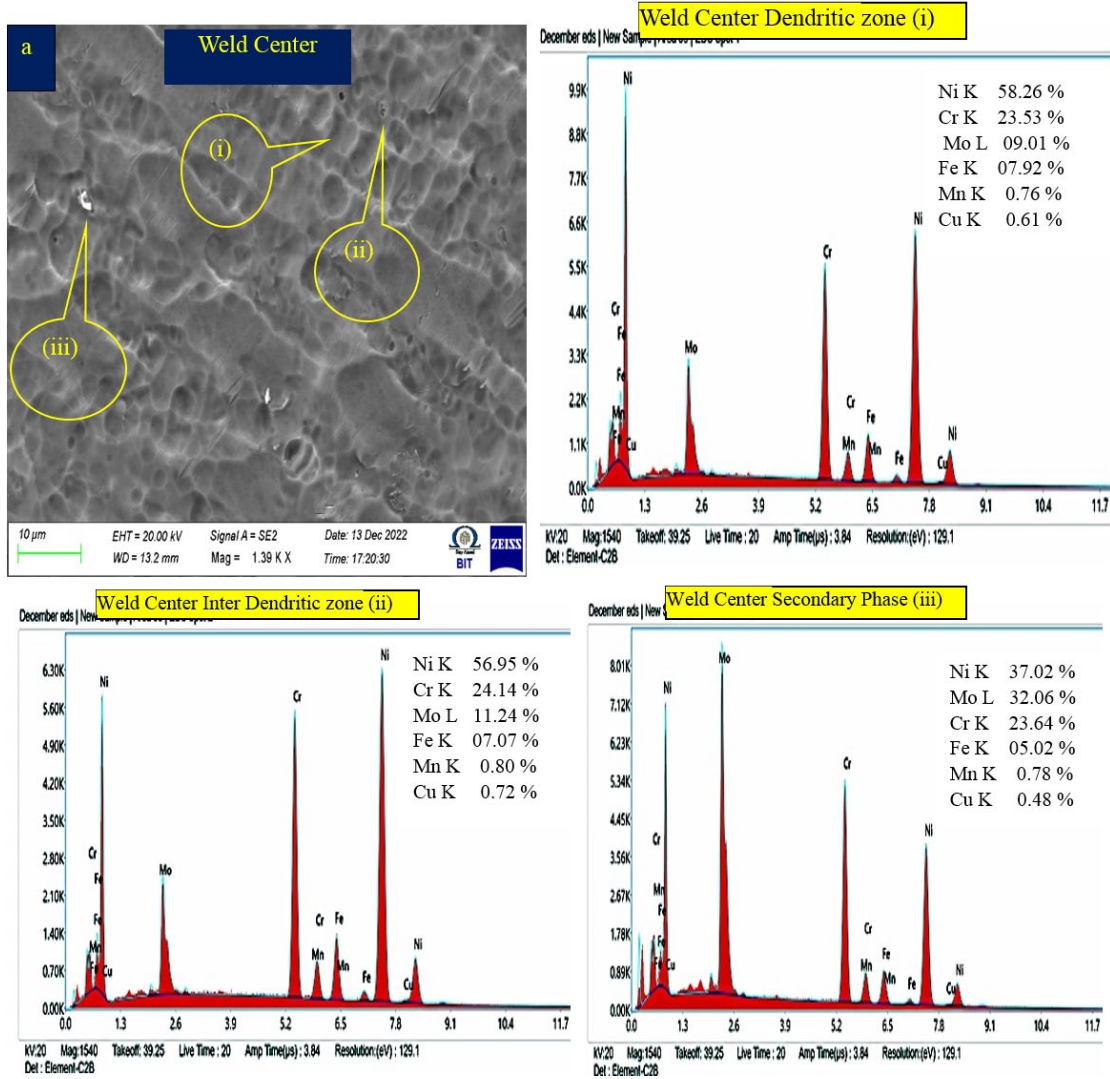 a
Weld Center
(i)
(ii)
(iii)
10 µm
EHT = 20.00 kV
Signal A = SE2
Date: 13 Dec 2022
WD = 13.2 mm
Mag = 1.39 K X
Time: 17:20:30
BIT
ZEISS
Weld Center Dendritic zone (i)
December eds | New Sample
Ni K 58.26 %
Cr K 23.53 %
Mo L 09.01 %
Fe K 07.92 %
Mn K 0.76 %
Cu K 0.61 %
9.9K
8.8K
7.7K
6.6K
5.5K
4.4K
3.3K
2.2K
1.1K
0.0K
Ni
Cr
Fe
Fe
Mn
Fe
Cu
Mo
Cr
Cr
Mn
Fe
Mn
Fe
Ni
Cu
Ni
0.0 1.3 2.6 3.9 5.2 6.5 7.8 9.1 10.4 11.7
kV:20 Mag:1540 Takeoff: 39.25 Live Time : 20 Amp Time(µs) : 3.84 Resolution:(eV) : 129.1
Det : Element-C2B
Weld Center Inter Dendritic zone (ii)
December eds | New
Ni K 56.95 %
Cr K 24.14 %
Mo L 11.24 %
Fe K 07.07 %
Mn K 0.80 %
Cu K 0.72 %
6.30K
5.60K
4.90K
4.20K
3.50K
2.80K
2.10K
1.40K
0.70K
0.00K
Ni
Cr
Fe
Fe
Mn
Fe
Cu
Mo
Cr
Cr
Mn
Fe
Mn
Fe
Ni
Cu
Ni
0.0 1.3 2.6 3.9 5.2 6.5 7.8 9.1 10.4 11.7
kV:20 Mag:1540 Takeoff: 39.25 Live Time : 20 Amp Time(µs) : 3.84 Resolution:(eV) : 129.1
Det : Element-C2B
Weld Center Secondary Phase (iii)
December eds | New
Ni K 37.02 %
Mo L 32.06 %
Cr K 23.64 %
Fe K 05.02 %
Mn K 0.78 %
Cu K 0.48 %
8.01K
7.12K
6.23K
5.34K
4.45K
3.56K
2.67K
1.78K
0.89K
0.00K
Ni
Cr
Mn
Fe
Fe
Fe
Cu
Mo
Cr
Cr
Mn
Fe
Mn
Fe
Ni
Cu
Ni
0.0 1.3 2.6 3.9 5.2 6.5 7.8 9.1 10.4 11.7
kV:20 Mag:1540 Takeoff: 39.25 Live Time : 20 Amp Time(µs) : 3.84 Resolution:(eV) : 129.1
Det : Element-C2B